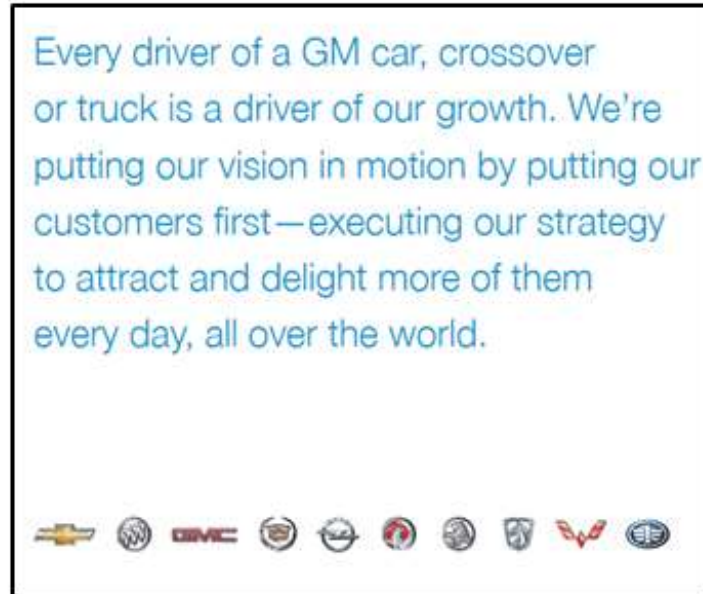 Every driver of a GM car, crossover
or truck is a driver of our growth. We're
putting our vision in motion by putting our
customers first—executing our strategy
to attract and delight more of them
every day, all over the world.
GMC